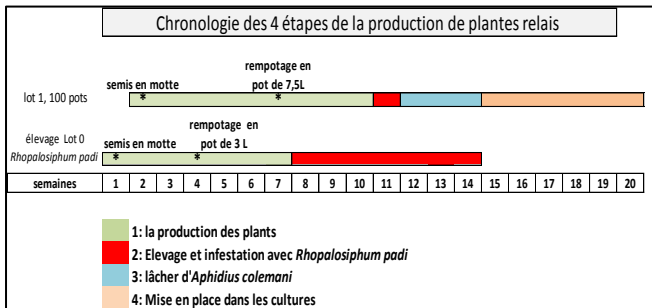 Chronologie des 4 étapes de la production de plantes relais
rempotage en
semis en motte pot de 7,5L
lot 1, 100 pots * *
élevage Lot 0 rempotage en
semis en motte pot de 3 L
Rhopalosiphum padi * *
semaines 1 2 3 4 5 6 7 8 9 10 11 12 13 14 15 16 17 18 19 20
1: la production des plants
2: Elevage et infestation avec Rhopalosiphum padi
3: lâcher d'Aphidius colemani
4: Mise en place dans les cultures